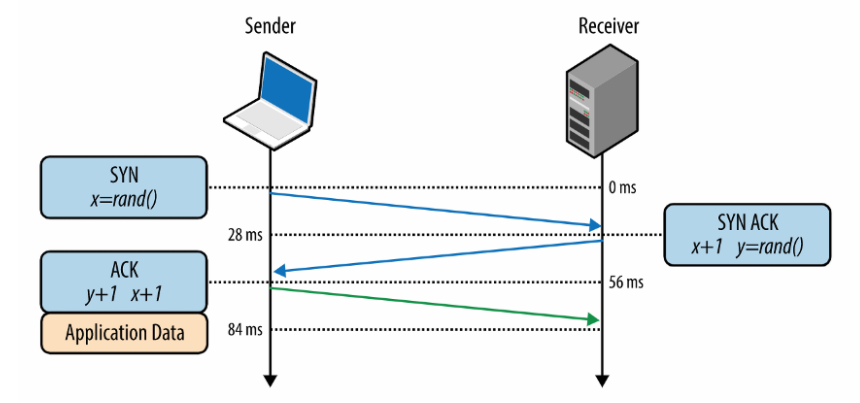 Sender
Receiver
SYN
x=rand()
0 ms
28 ms
SYN ACK
x+1 y=rand()
ACK
y+1 x+1
56 ms
Application Data
84 ms